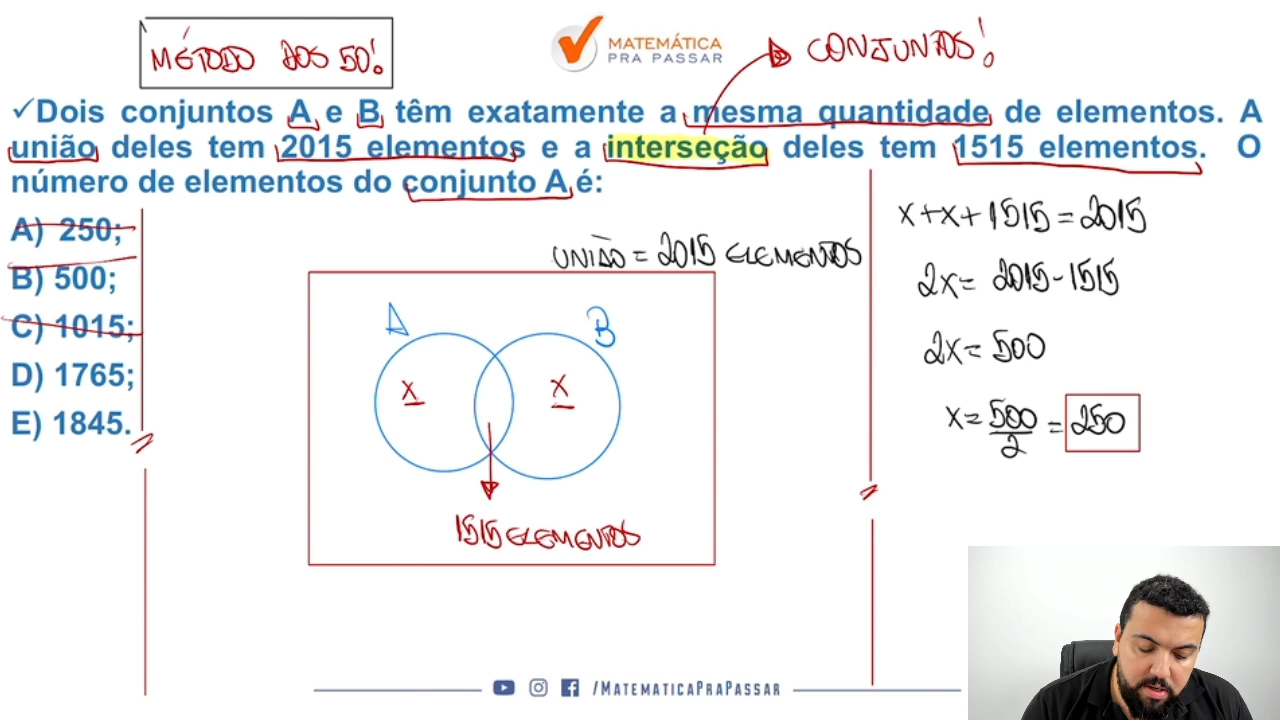 MÉTODO DOS 50!
MATEMÁTICA
PRA PASSAR
CONJUNTOS!
✓Dois conjuntos A e B têm exatamente a mesma quantidade de elementos. A
união deles tem 2015 elementos e a interseção deles tem 1515 elementos. O
número de elementos do conjunto A é:
A) 250;
B) 500;
C) 1015;
D) 1765;
E) 1845.
UNIÃO = 2015 ELEMENTOS
A
B
x
x
1515 ELEMENTOS
x+x+1515=2015
2x= 2015-1515
2x= 500
x= 500/2 = 250
/MATEMATICAPRAPASSAR